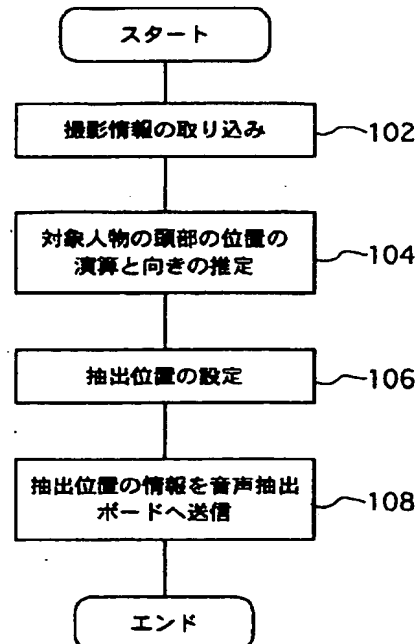 スタート
撮影情報の取り込み
102
対象人物の頭部の位置の
演算と向きの推定
104
抽出位置の設定
106
抽出位置の情報を音声抽出
ボードへ送信
108
エンド